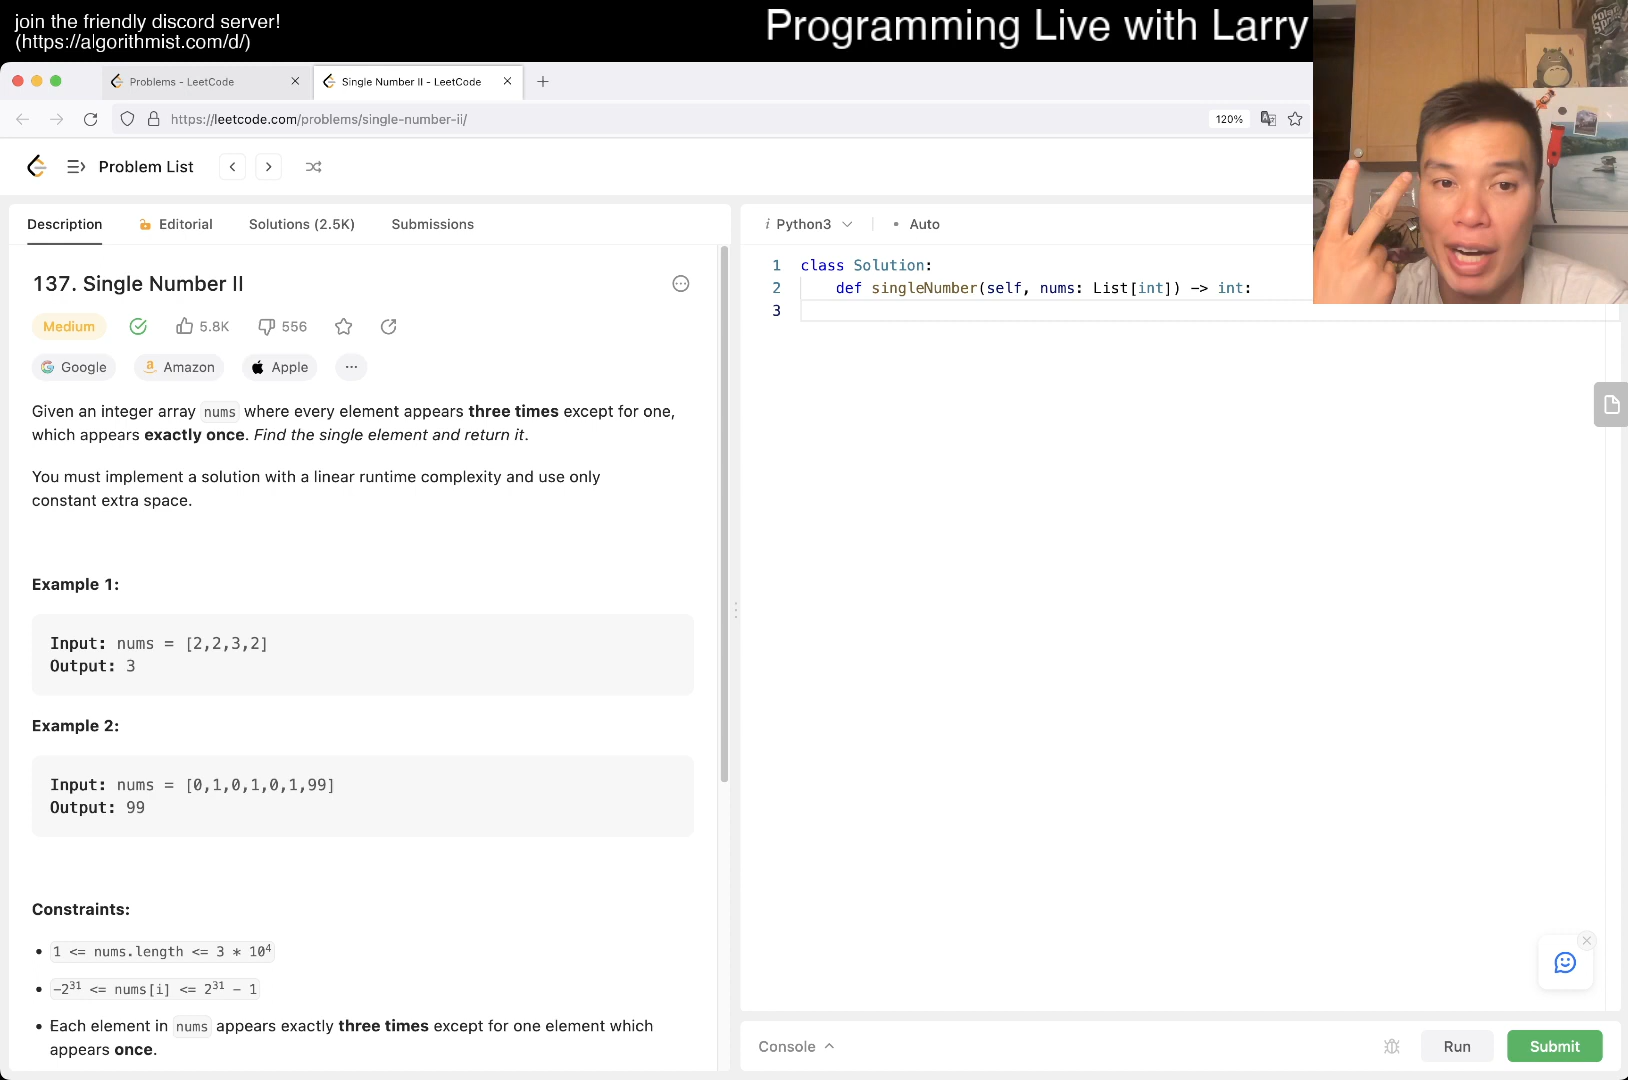 join the friendly discord server!
(https://algorithmist.com/d/)
Programming Live with Larry
Problems - LeetCode
Single Number II - LeetCode
https://leetcode.com/problems/single-number-ii/
120%
Problem List
Description
Editorial
Solutions (2.5K)
Submissions
137. Single Number II
Medium
5.8K
556
Google
Amazon
Apple
...
Given an integer array nums where every element appears three times except for one,
which appears exactly once. Find the single element and return it.
You must implement a solution with a linear runtime complexity and use only
constant extra space.
Example 1:
Input: nums = [2,2,3,2]
Output: 3
Example 2:
Input: nums = [0,1,0,1,0,1,99]
Output: 99
Constraints:
• 1 <= nums.length <= 3 * 10⁴
• -2³¹ <= nums[i] <= 2³¹ - 1
• Each element in nums appears exactly three times except for one element which
appears once.
i Python3
• Auto
1 class Solution:
2 def singleNumber(self, nums: List[int]) -> int:
3
Console
Run
Submit